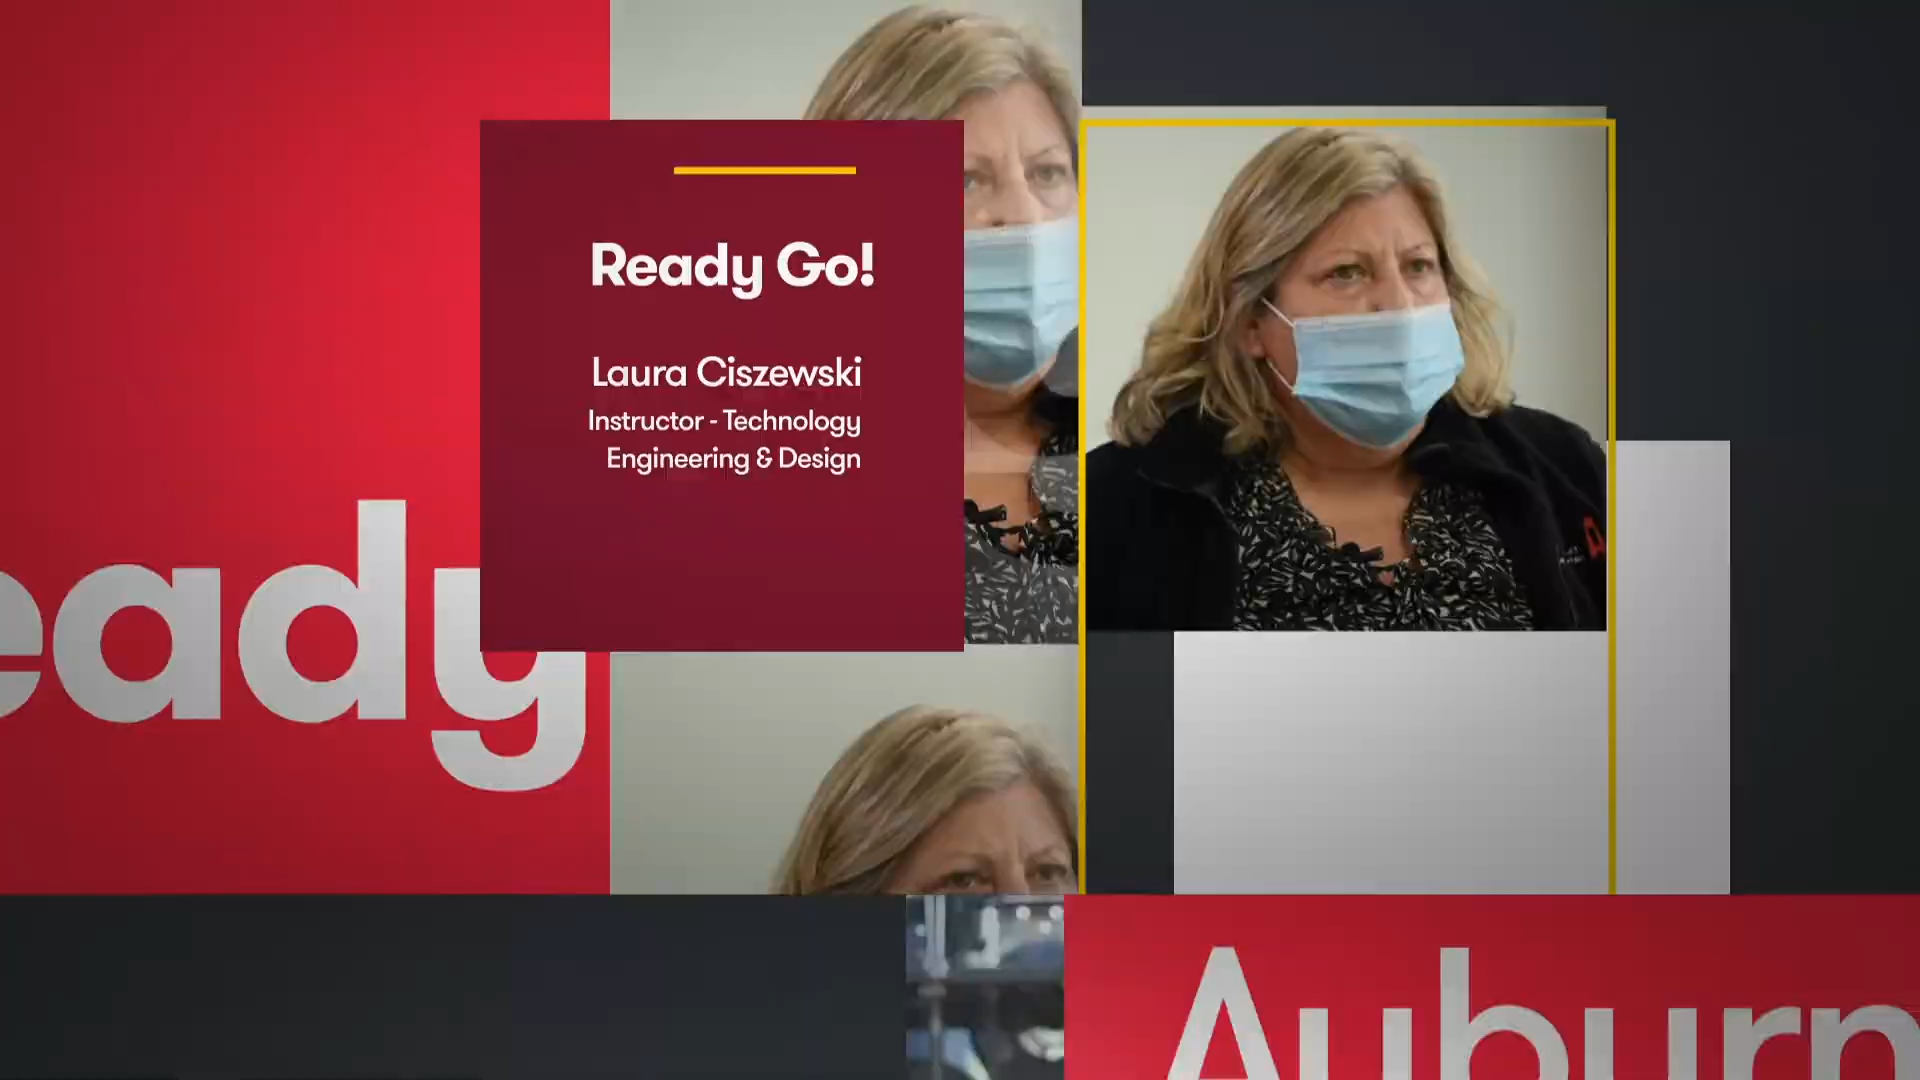 Ready Go!
Laura Ciszewski
Instructor - Technology
Engineering & Design
eady
Auburn